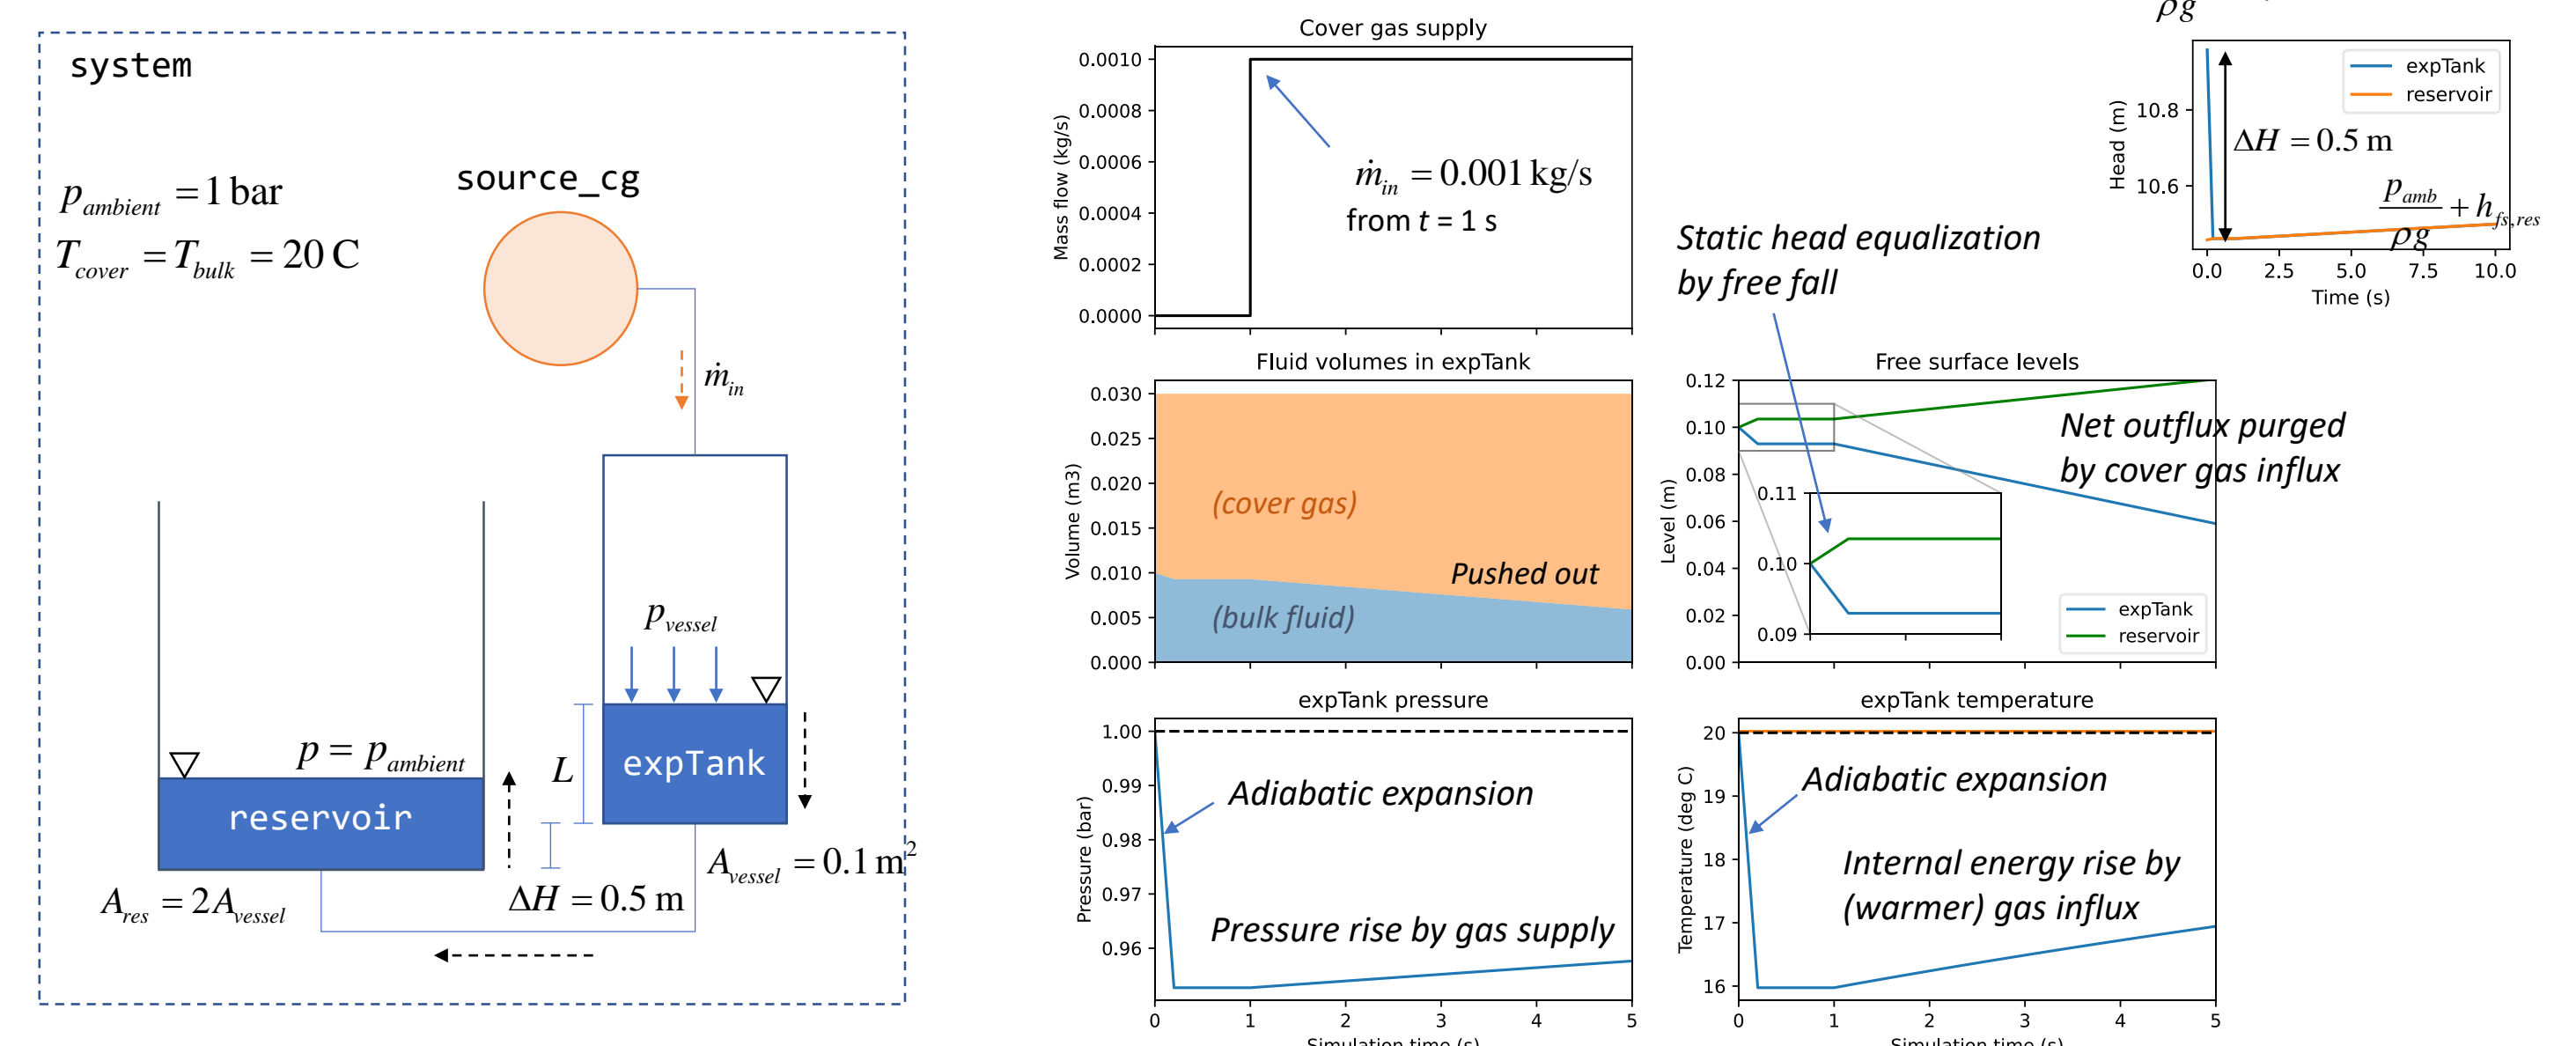 system
p_ambient = 1 bar
T_cover = T_bulk = 20 C
source_cg
ṁ_in
p_vessel
p = p_ambient
L
expTank
reservoir
A_vessel = 0.1 m²
A_res = 2A_vessel
ΔH = 0.5 m
Cover gas supply
Mass flow (kg/s)
0.0010
0.0008
0.0006
0.0004
0.0002
0.0000
ṁ_in = 0.001 kg/s
from t = 1 s
Fluid volumes in expTank
Volume (m3)
0.030
0.025
0.020
0.015
0.010
0.005
0.000
(cover gas)
Pushed out
(bulk fluid)
expTank pressure
Pressure (bar)
1.00
0.99
0.98
0.97
0.96
Adiabatic expansion
Pressure rise by gas supply
0 1 2 3 4 5
Simulation time (s)
ρg
Head (m)
10.8
10.6
expTank
reservoir
ΔH = 0.5 m
p_amb
+ h_fs,res
ρg
0.0 2.5 5.0 7.5 10.0
Time (s)
Static head equalization
by free fall
Free surface levels
Level (m)
0.12
0.10
0.08
0.06
0.04
0.02
0.00
0.11
0.10
0.09
Net outflux purged
by cover gas influx
expTank
reservoir
expTank temperature
Temperature (deg C)
20
19
18
17
16
Adiabatic expansion
Internal energy rise by
(warmer) gas influx
0 1 2 3 4 5
Simulation time (s)